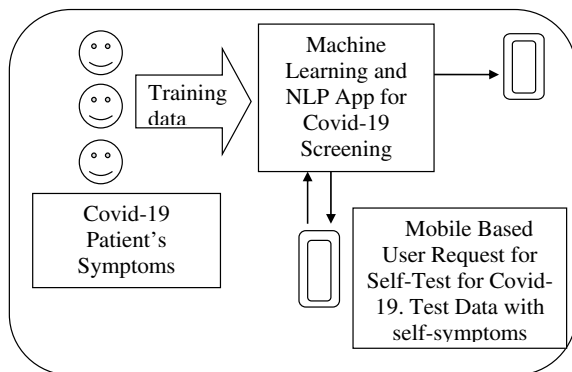 Training
data
Machine
Learning and
NLP App for
Covid-19
Screening
Covid-19
Patient's
Symptoms
Mobile Based
User Request for
Self-Test for Covid-
19. Test Data with
self-symptoms